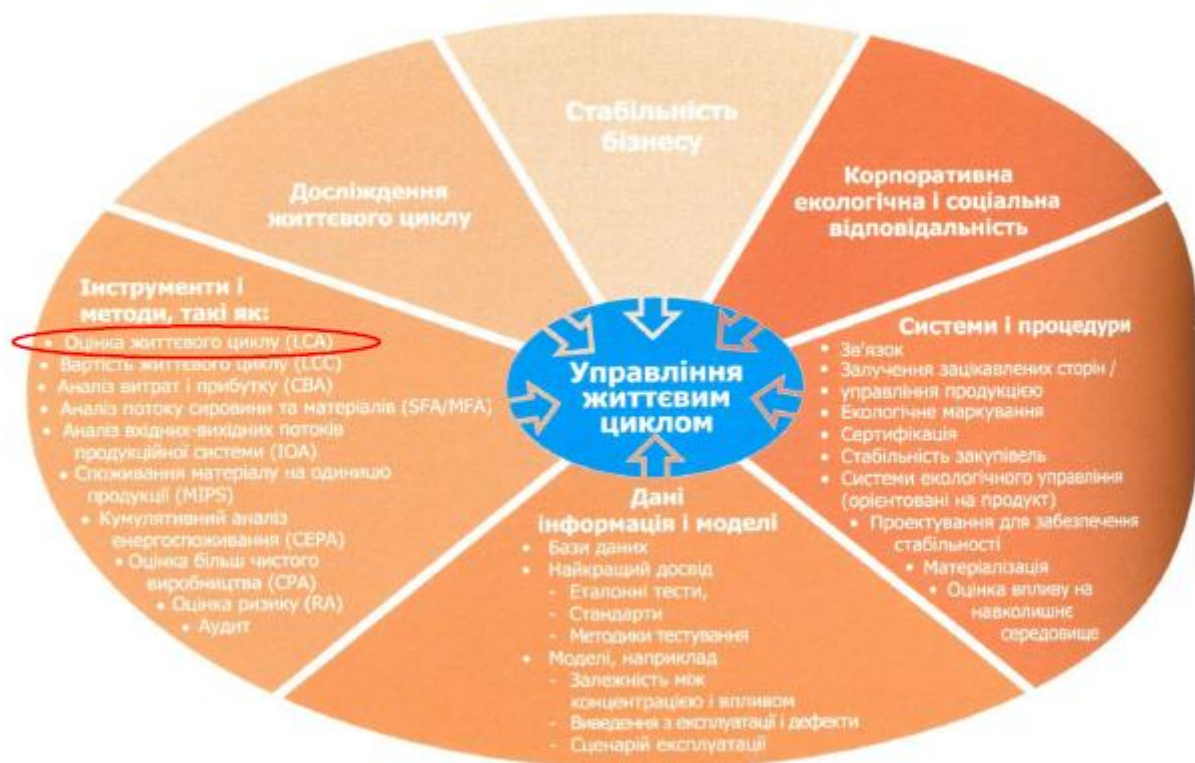 Стабільність
бізнесу
Досліждення
життєвого циклу
Корпоративна
екологічна і соціальна
відповідальність
Інструменти і
методи, такі як:
• Оцінка життєвого циклу (LCA)
• Вартість життєвого циклу (LCC)
• Аналіз витрат і прибутку (CBA)
• Аналіз потоку сировини та матеріалів (SFA/MFA)
• Аналіз вхідних-вихідних потоків
продукційної системи (IOA)
• Споживання матеріалу на одиницю
продукції (MIPS)
• Кумулятивний аналіз
енергоспоживання (CEPA)
• Оцінка більш чистого
виробництва (CPA)
• Оцінка ризику (RA)
• Аудит
Управління
життєвим
циклом
Системи і процедури
• Зв'язок
• Залучення зацікавлених сторін /
управління продукцією
• Екологічне маркування
• Сертифікація
• Стабільність закупівель
• Системи екологічного управління
(орієнтовані на продукт)
• Проектування для забезпечення
стабільності
• Матеріалізація
• Оцінка впливу на
навколишнє
середовище
Дані
інформація і моделі
• Бази даних
• Найкращий досвід
- Еталонні тести,
- Стандарти
- Методики тестування
• Моделі, наприклад
- Залежність між
концентрацією і впливом
- Виведення з експлуатації і дефекти
- Сценарій експлуатації